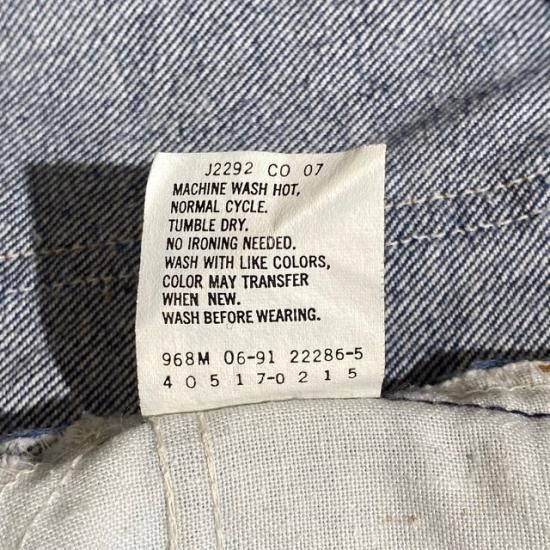 J2292 CO 07
MACHINE WASH HOT,
NORMAL CYCLE.
TUMBLE DRY.
NO IRONING NEEDED.
WASH WITH LIKE COLORS,
COLOR MAY TRANSFER
WHEN NEW.
WASH BEFORE WEARING.
968M 06-91 22286-5
4 0 5 1 7-0 2 1 5